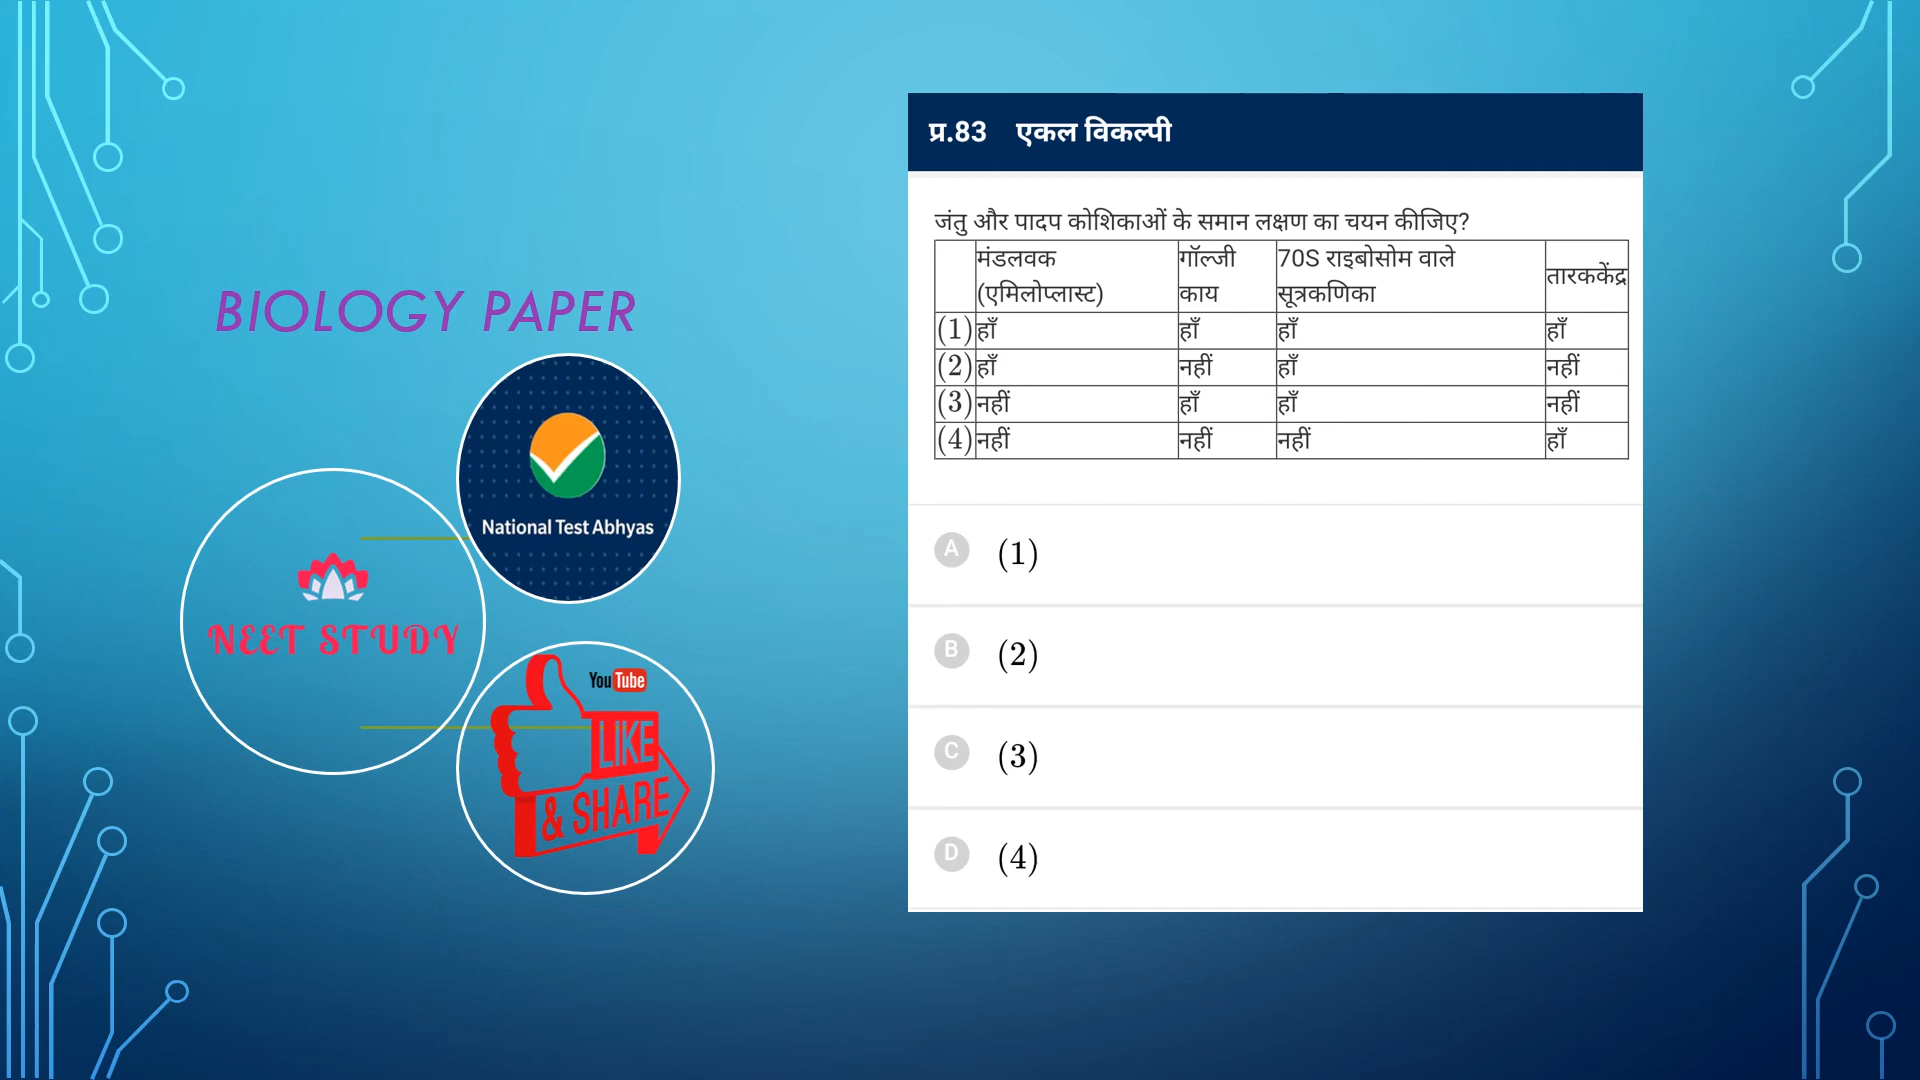 BIOLOGY PAPER
National Test Abhyas
NEET STUDY
You Tube
LIKE
& SHARE
प्र.83 एकल विकल्पी
जंतु और पादप कोशिकाओं के समान लक्षण का चयन कीजिए?
मंडलवक (एमिलोप्लास्ट) गॉल्जी काय 70S राइबोसोम वाले सूत्रकणिका तारककेंद्र
(1) हाँ हाँ हाँ हाँ
(2) हाँ नहीं हाँ नहीं
(3) नहीं हाँ हाँ नहीं
(4) नहीं नहीं नहीं हाँ
A (1)
B (2)
C (3)
D (4)